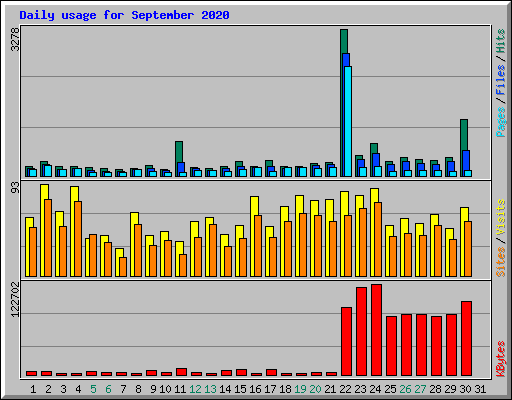 Daily usage for September 2020
3278
Pages / Files / Hits
93
Sites / Visits
122702
KBytes
1 2 3 4 5 6 7 8 9 10 11 12 13 14 15 16 17 18 19 20 21 22 23 24 25 26 27 28 29 30 31